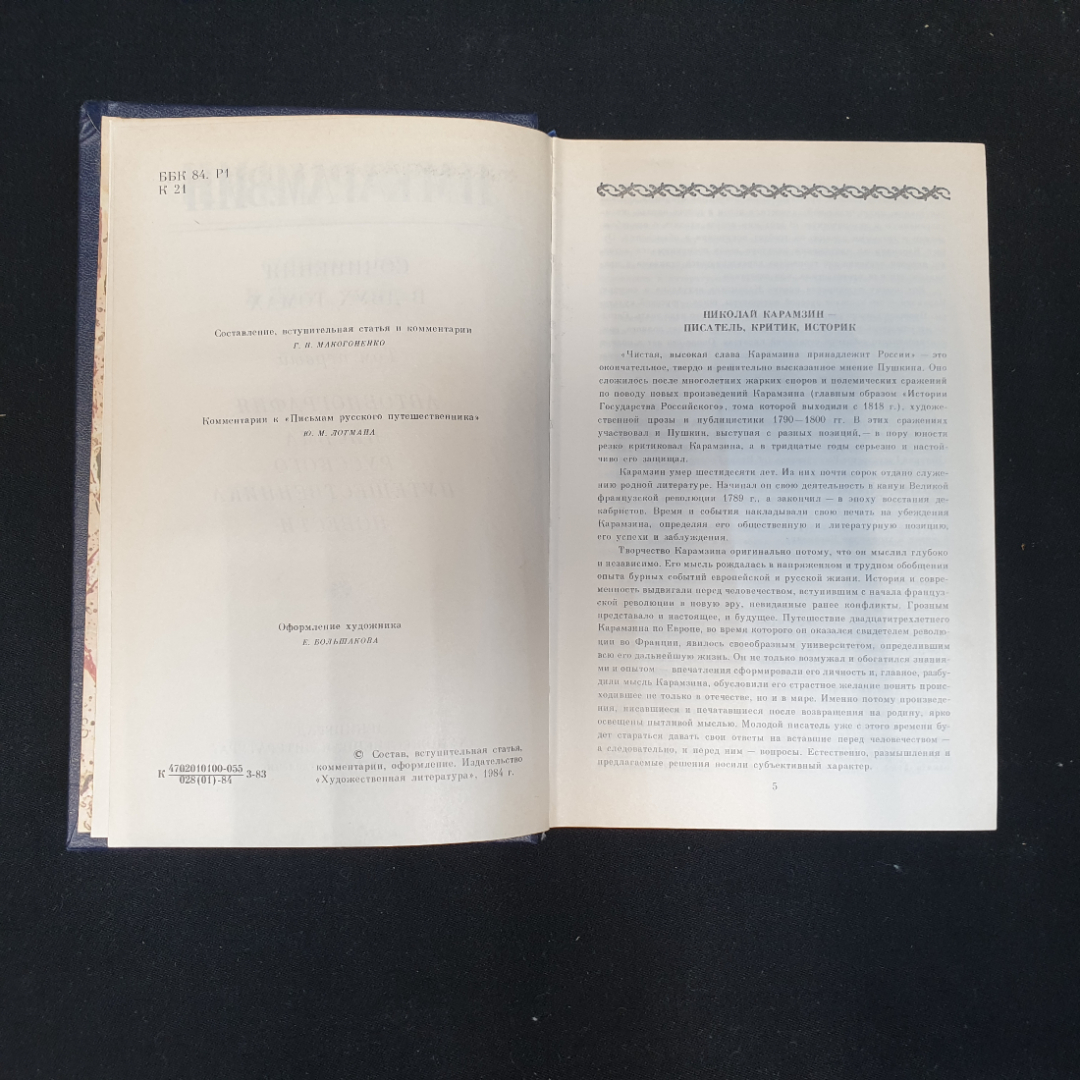 ББК 84. Р1
К 21
Составление, вступительная статья и комментарии
Г. П. МАКОГОНЕНКО
Комментарии к «Письмам русского путешественника»
Ю. М. ЛОТМАНА
Оформление художника
Е. БОЛЬШАКОВА
К 4702010100-055 3-83
028(01)-84
© Состав, вступительная статья,
комментарии, оформление. Издательство
«Художественная литература», 1984 г.
НИКОЛАЙ КАРАМЗИН —
ПИСАТЕЛЬ, КРИТИК, ИСТОРИК
«Чистая, высокая слава Карамзина принадлежит России» — это
окончательное, твердо и решительно высказанное мнение Пушкина. Оно
сложилось после многолетних жарких споров и полемических сражений
по поводу новых произведений Карамзина (главным образом «Истории
Государства Российского», тома которой выходили с 1818 г.), художе-
ственной прозы и публицистики 1790—1800 гг. В этих сражениях
участвовал и Пушкин, выступая с разных позиций,— в пору юности
резко критиковал Карамзина, а в тридцатые годы серьезно и настой-
чиво его защищал.
Карамзин умер шестидесяти лет. Из них почти сорок отдано служе-
нию родной литературе. Начинал он свою деятельность в канун Великой
французской революции 1789 г., а закончил — в эпоху восстания де-
кабристов. Время и события накладывали свою печать на убеждения
Карамзина, определяя его общественную и литературную позицию,
его успехи и заблуждения.
Творчество Карамзина оригинально потому, что он мыслил глубоко
и независимо. Его мысль рождалась в напряженном и трудном обобщении
опыта бурных событий европейской и русской жизни. История и совре-
менность выдвигали перед человечеством, вступившим с начала француз-
ской революции в новую эру, невиданные ранее конфликты. Грозным
представало и настоящее, и будущее. Путешествие двадцатитрехлетнего
Карамзина по Европе, во время которого он оказался свидетелем револю-
ции во Франции, явилось своеобразным университетом, определившим
всю его дальнейшую жизнь. Он не только возмужал и обогатился знания-
ми и опытом — впечатления сформировали его личность и, главное, разбу-
дили мысль Карамзина, обусловили его страстное желание понять проис-
ходившее не только в отечестве, но и в мире. Именно потому произведе-
ния, писавшиеся и печатавшиеся после возвращения на родину, ярко
освещены пытливой мыслью. Молодой писатель уже с этого времени бу-
дет стараться давать свои ответы на вставшие перед человечеством —
а следовательно, и перед ним — вопросы. Естественно, размышления и
предлагаемые решения носили субъективный характер.
5